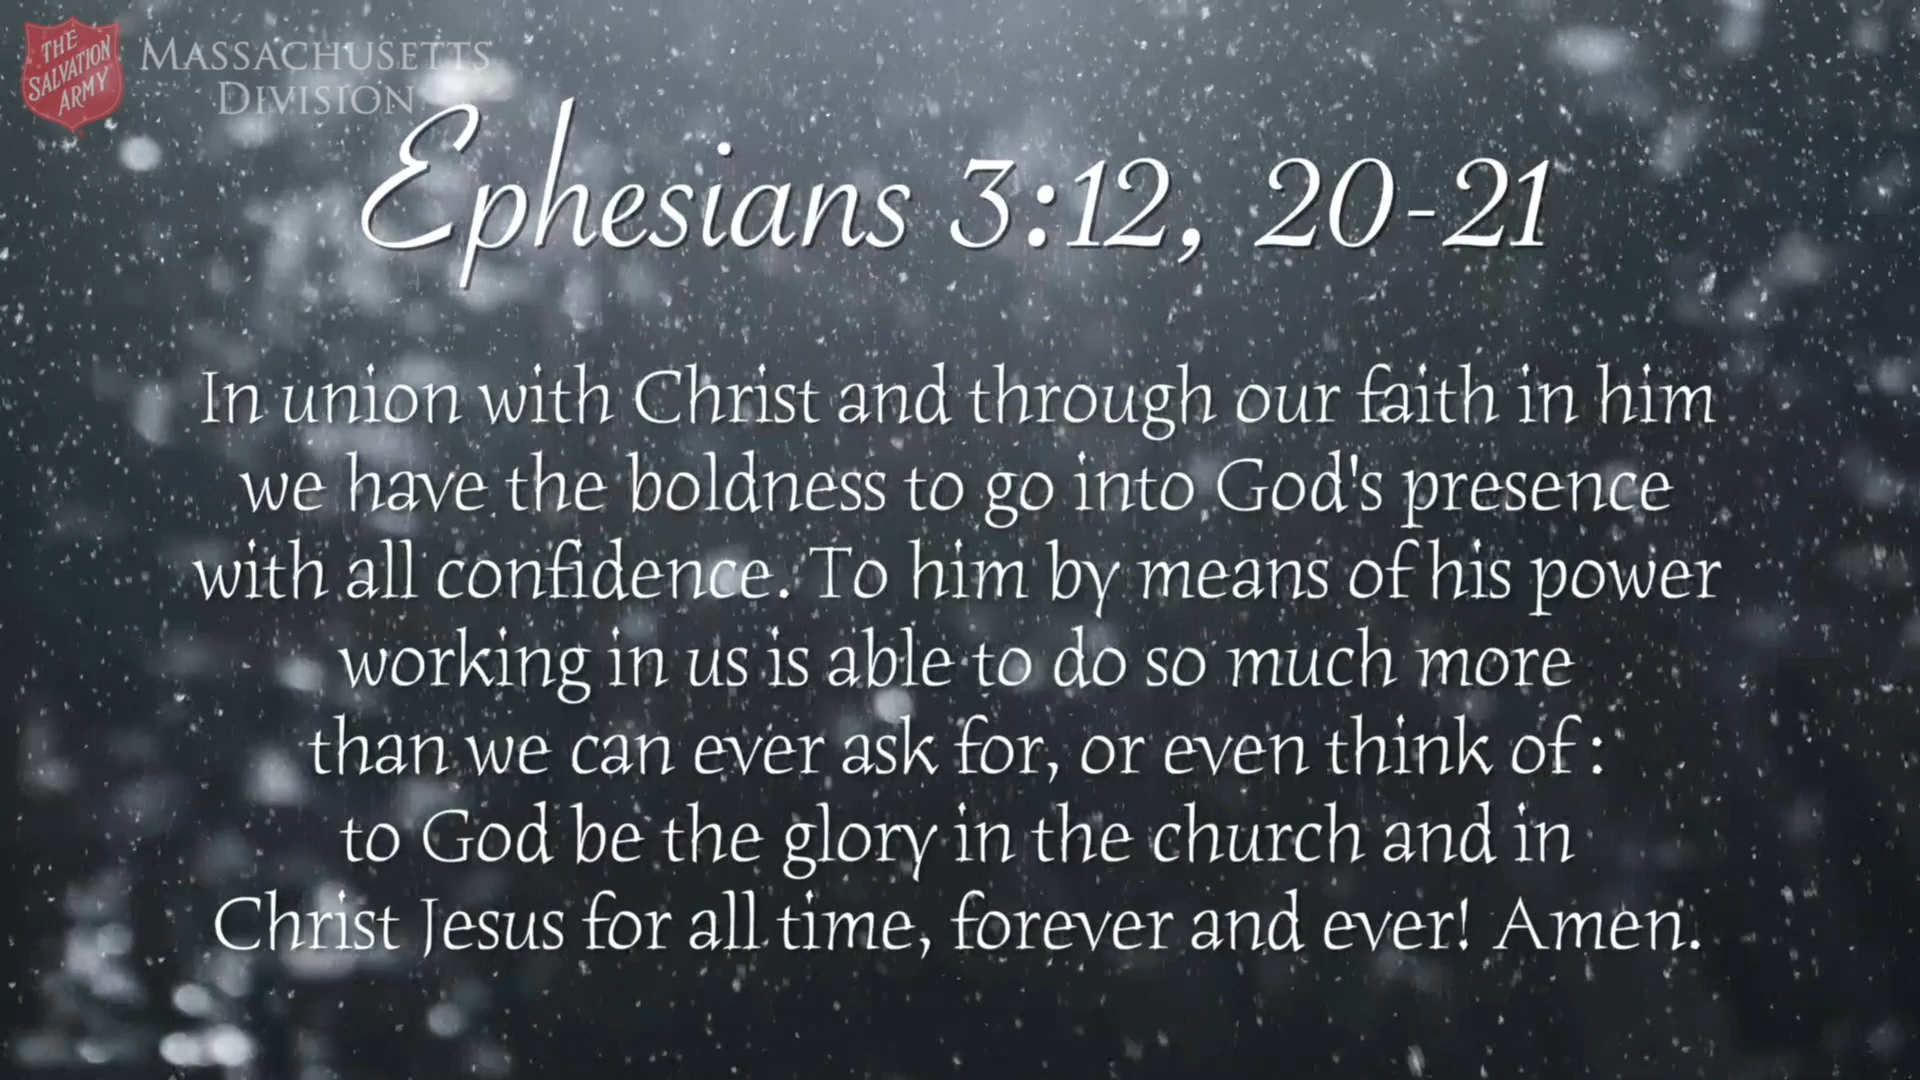 THE
SALVATION
ARMY
MASSACHUSETTS
DIVISION
Ephesians 3:12, 20-21
In union with Christ and through our faith in him
we have the boldness to go into God's presence
with all confidence. To him by means of his power
working in us is able to do so much more
than we can ever ask for, or even think of:
to God be the glory in the church and in
Christ Jesus for all time, forever and ever! Amen.